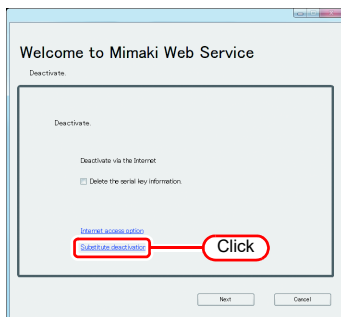 Welcome to Mimaki Web Service
Deactivate.
Deactivate.
Deactivate via the Internet
Delete the serial key information.
Internet access option
Substitute deactivation
Click
Next
Cancel